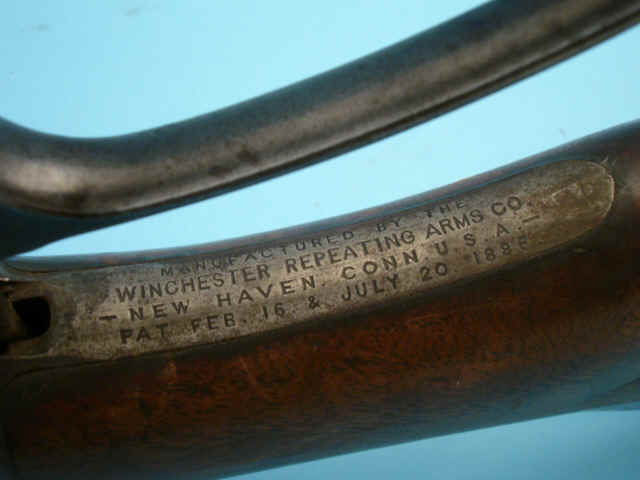 MANUFACTURED BY THE
WINCHESTER REPEATING ARMS CO.
— NEW HAVEN. CONN. U.S.A. —
PAT. FEB. 16. & JULY 20. 1886.